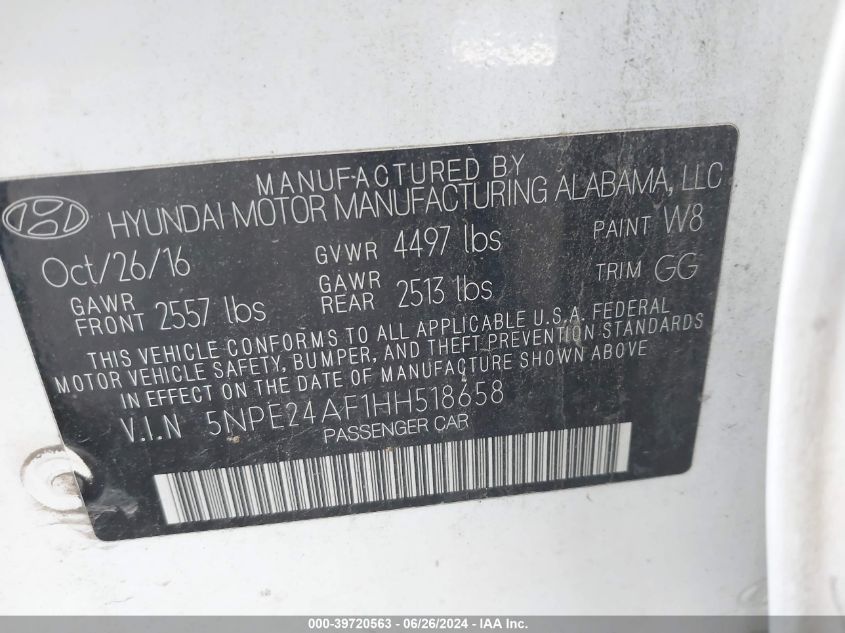 MANUFACTURED BY
HYUNDAI MOTOR MANUFACTURING ALABAMA, LLC
Oct/26/16 GVWR 4497 lbs PAINT W8
GAWR FRONT 2557 lbs GAWR REAR 2513 lbs TRIM GG
THIS VEHICLE CONFORMS TO ALL APPLICABLE U.S.A. FEDERAL
MOTOR VEHICLE SAFETY, BUMPER, AND THEFT PREVENTION STANDARDS
IN EFFECT ON THE DATE OF MANUFACTURE SHOWN ABOVE
V.I.N 5NPE24AF1HH518658
PASSENGER CAR
000-39720563 - 06/26/2024 - IAA Inc.